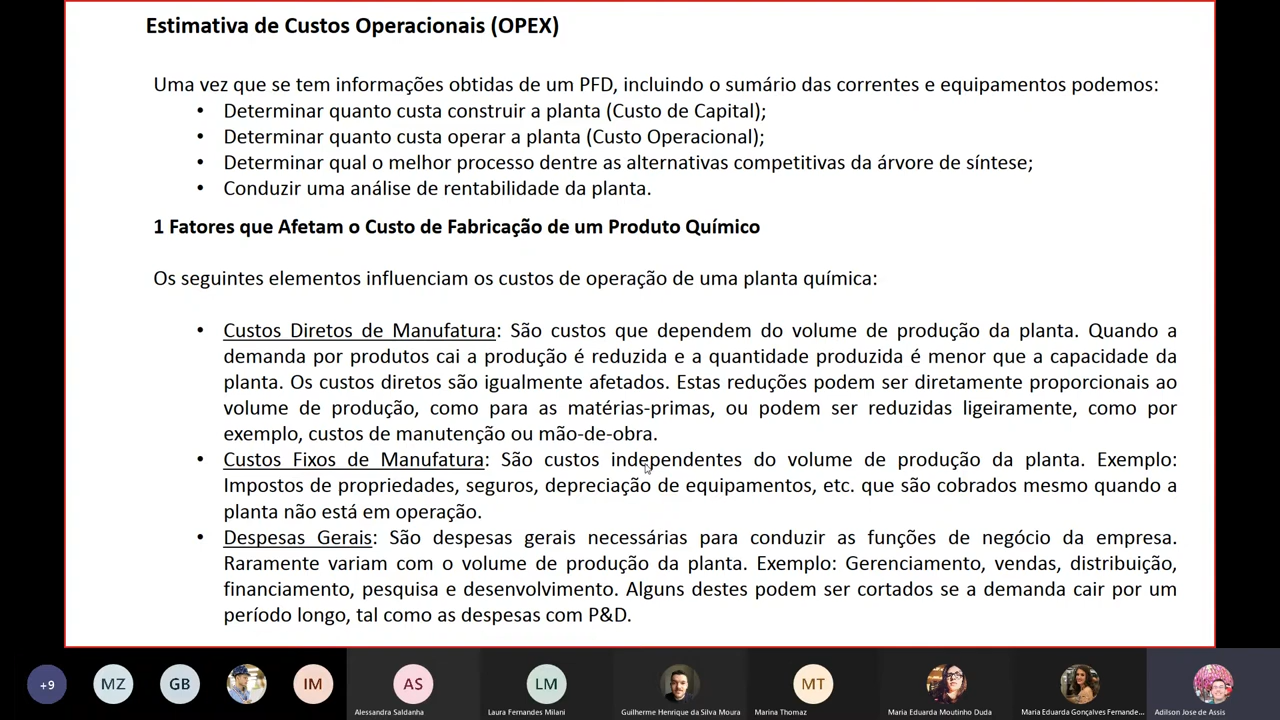 Estimativa de Custos Operacionais (OPEX)
Uma vez que se tem informações obtidas de um PFD, incluindo o sumário das correntes e equipamentos podemos:
• Determinar quanto custa construir a planta (Custo de Capital);
• Determinar quanto custa operar a planta (Custo Operacional);
• Determinar qual o melhor processo dentre as alternativas competitivas da árvore de síntese;
• Conduzir uma análise de rentabilidade da planta.
1 Fatores que Afetam o Custo de Fabricação de um Produto Químico
Os seguintes elementos influenciam os custos de operação de uma planta química:
• Custos Diretos de Manufatura: São custos que dependem do volume de produção da planta. Quando a
demanda por produtos cai a produção é reduzida e a quantidade produzida é menor que a capacidade da
planta. Os custos diretos são igualmente afetados. Estas reduções podem ser diretamente proporcionais ao
volume de produção, como para as matérias-primas, ou podem ser reduzidas ligeiramente, como por
exemplo, custos de manutenção ou mão-de-obra.
• Custos Fixos de Manufatura: São custos independentes do volume de produção da planta. Exemplo:
Impostos de propriedades, seguros, depreciação de equipamentos, etc. que são cobrados mesmo quando a
planta não está em operação.
• Despesas Gerais: São despesas gerais necessárias para conduzir as funções de negócio da empresa.
Raramente variam com o volume de produção da planta. Exemplo: Gerenciamento, vendas, distribuição,
financiamento, pesquisa e desenvolvimento. Alguns destes podem ser cortados se a demanda cair por um
período longo, tal como as despesas com P&D.
+9 MZ GB IM AS LM MT
Alessandra Saldanha Laura Fernandes Milani Guilherme Henrique da Silva Moura Marina Thomaz Maria Eduarda Moutinho Duda Maria Eduarda Gonçalves Fernande... Adilson Jose de Assis